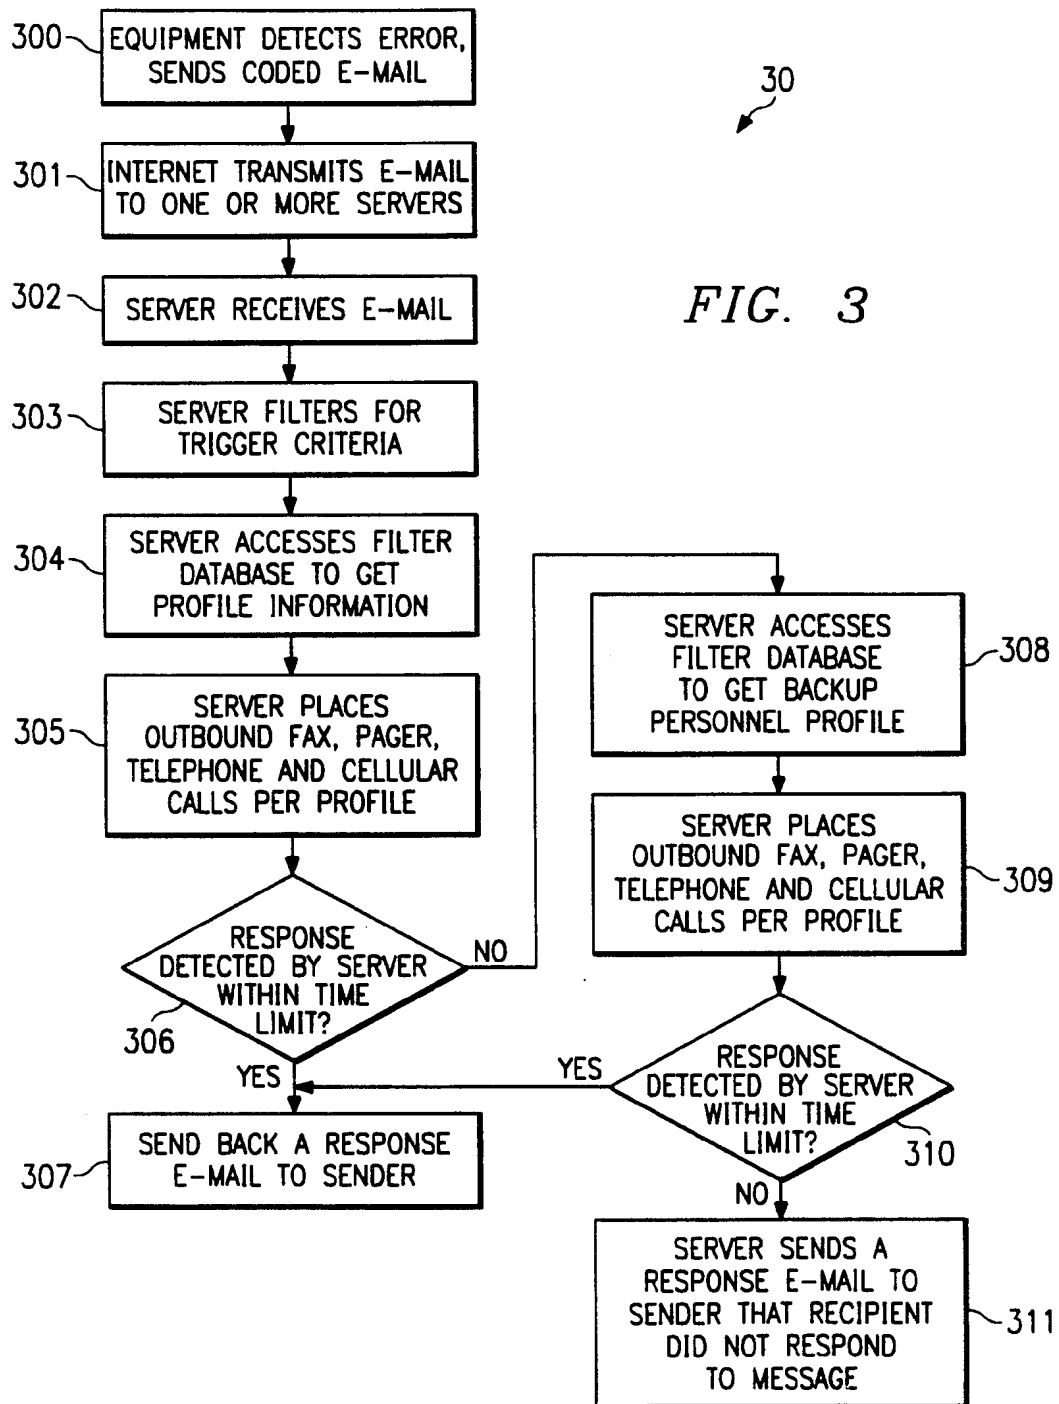 300
EQUIPMENT DETECTS ERROR,
SENDS CODED E-MAIL
30
301
INTERNET TRANSMITS E-MAIL
TO ONE OR MORE SERVERS
302
SERVER RECEIVES E-MAIL
FIG. 3
303
SERVER FILTERS FOR
TRIGGER CRITERIA
304
SERVER ACCESSES FILTER
DATABASE TO GET
PROFILE INFORMATION
305
SERVER PLACES
OUTBOUND FAX, PAGER,
TELEPHONE AND CELLULAR
CALLS PER PROFILE
RESPONSE
DETECTED BY SERVER
WITHIN TIME
LIMIT?
306
NO
YES
307
SEND BACK A RESPONSE
E-MAIL TO SENDER
SERVER ACCESSES
FILTER DATABASE
TO GET BACKUP
PERSONNEL PROFILE
308
SERVER PLACES
OUTBOUND FAX, PAGER,
TELEPHONE AND CELLULAR
CALLS PER PROFILE
309
YES
RESPONSE
DETECTED BY SERVER
WITHIN TIME
LIMIT?
310
NO
SERVER SENDS A
RESPONSE E-MAIL TO
SENDER THAT RECIPIENT
DID NOT RESPOND
TO MESSAGE
311